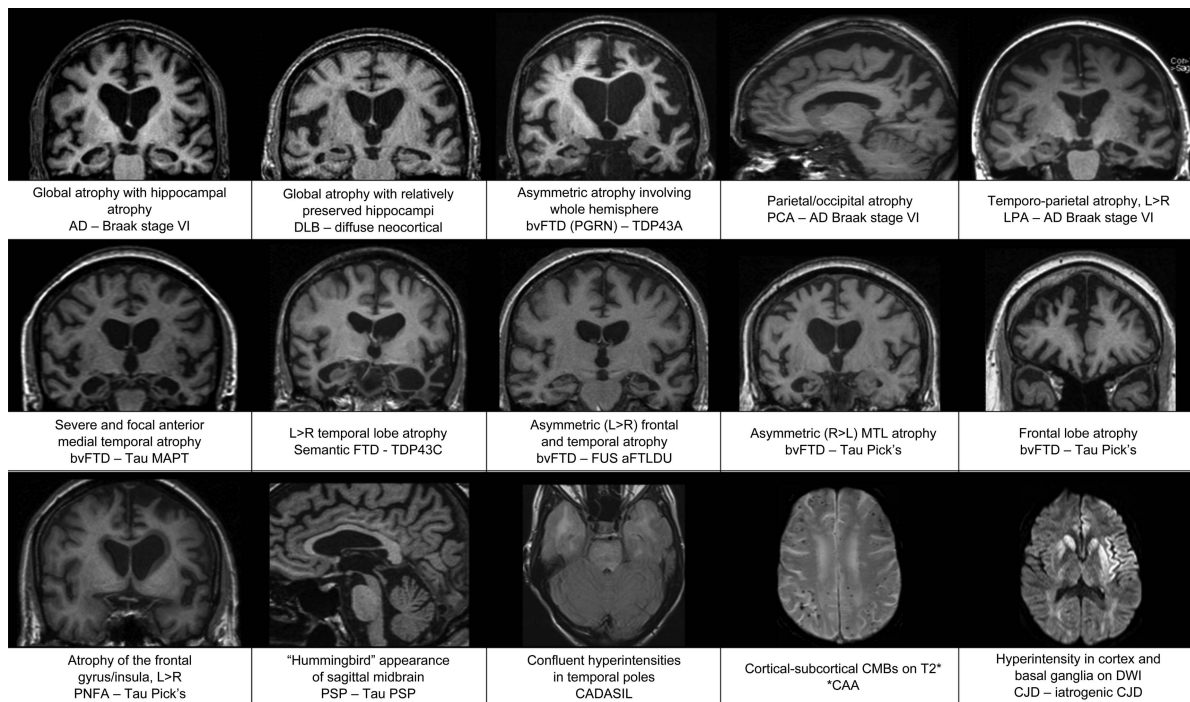 Cor>
>Sag
Global atrophy with hippocampal
atrophy
AD – Braak stage VI
Global atrophy with relatively
preserved hippocampi
DLB – diffuse neocortical
Asymmetric atrophy involving
whole hemisphere
bvFTD (PGRN) – TDP43A
Parietal/occipital atrophy
PCA – AD Braak stage VI
Temporo-parietal atrophy, L>R
LPA – AD Braak stage VI
Severe and focal anterior
medial temporal atrophy
bvFTD – Tau MAPT
L>R temporal lobe atrophy
Semantic FTD - TDP43C
Asymmetric (L>R) frontal
and temporal atrophy
bvFTD – FUS aFTLDU
Asymmetric (R>L) MTL atrophy
bvFTD – Tau Pick's
Frontal lobe atrophy
bvFTD – Tau Pick's
Atrophy of the frontal
gyrus/insula, L>R
PNFA – Tau Pick's
“Hummingbird” appearance
of sagittal midbrain
PSP – Tau PSP
Confluent hyperintensities
in temporal poles
CADASIL
Cortical-subcortical CMBs on T2*
*CAA
Hyperintensity in cortex and
basal ganglia on DWI
CJD – iatrogenic CJD